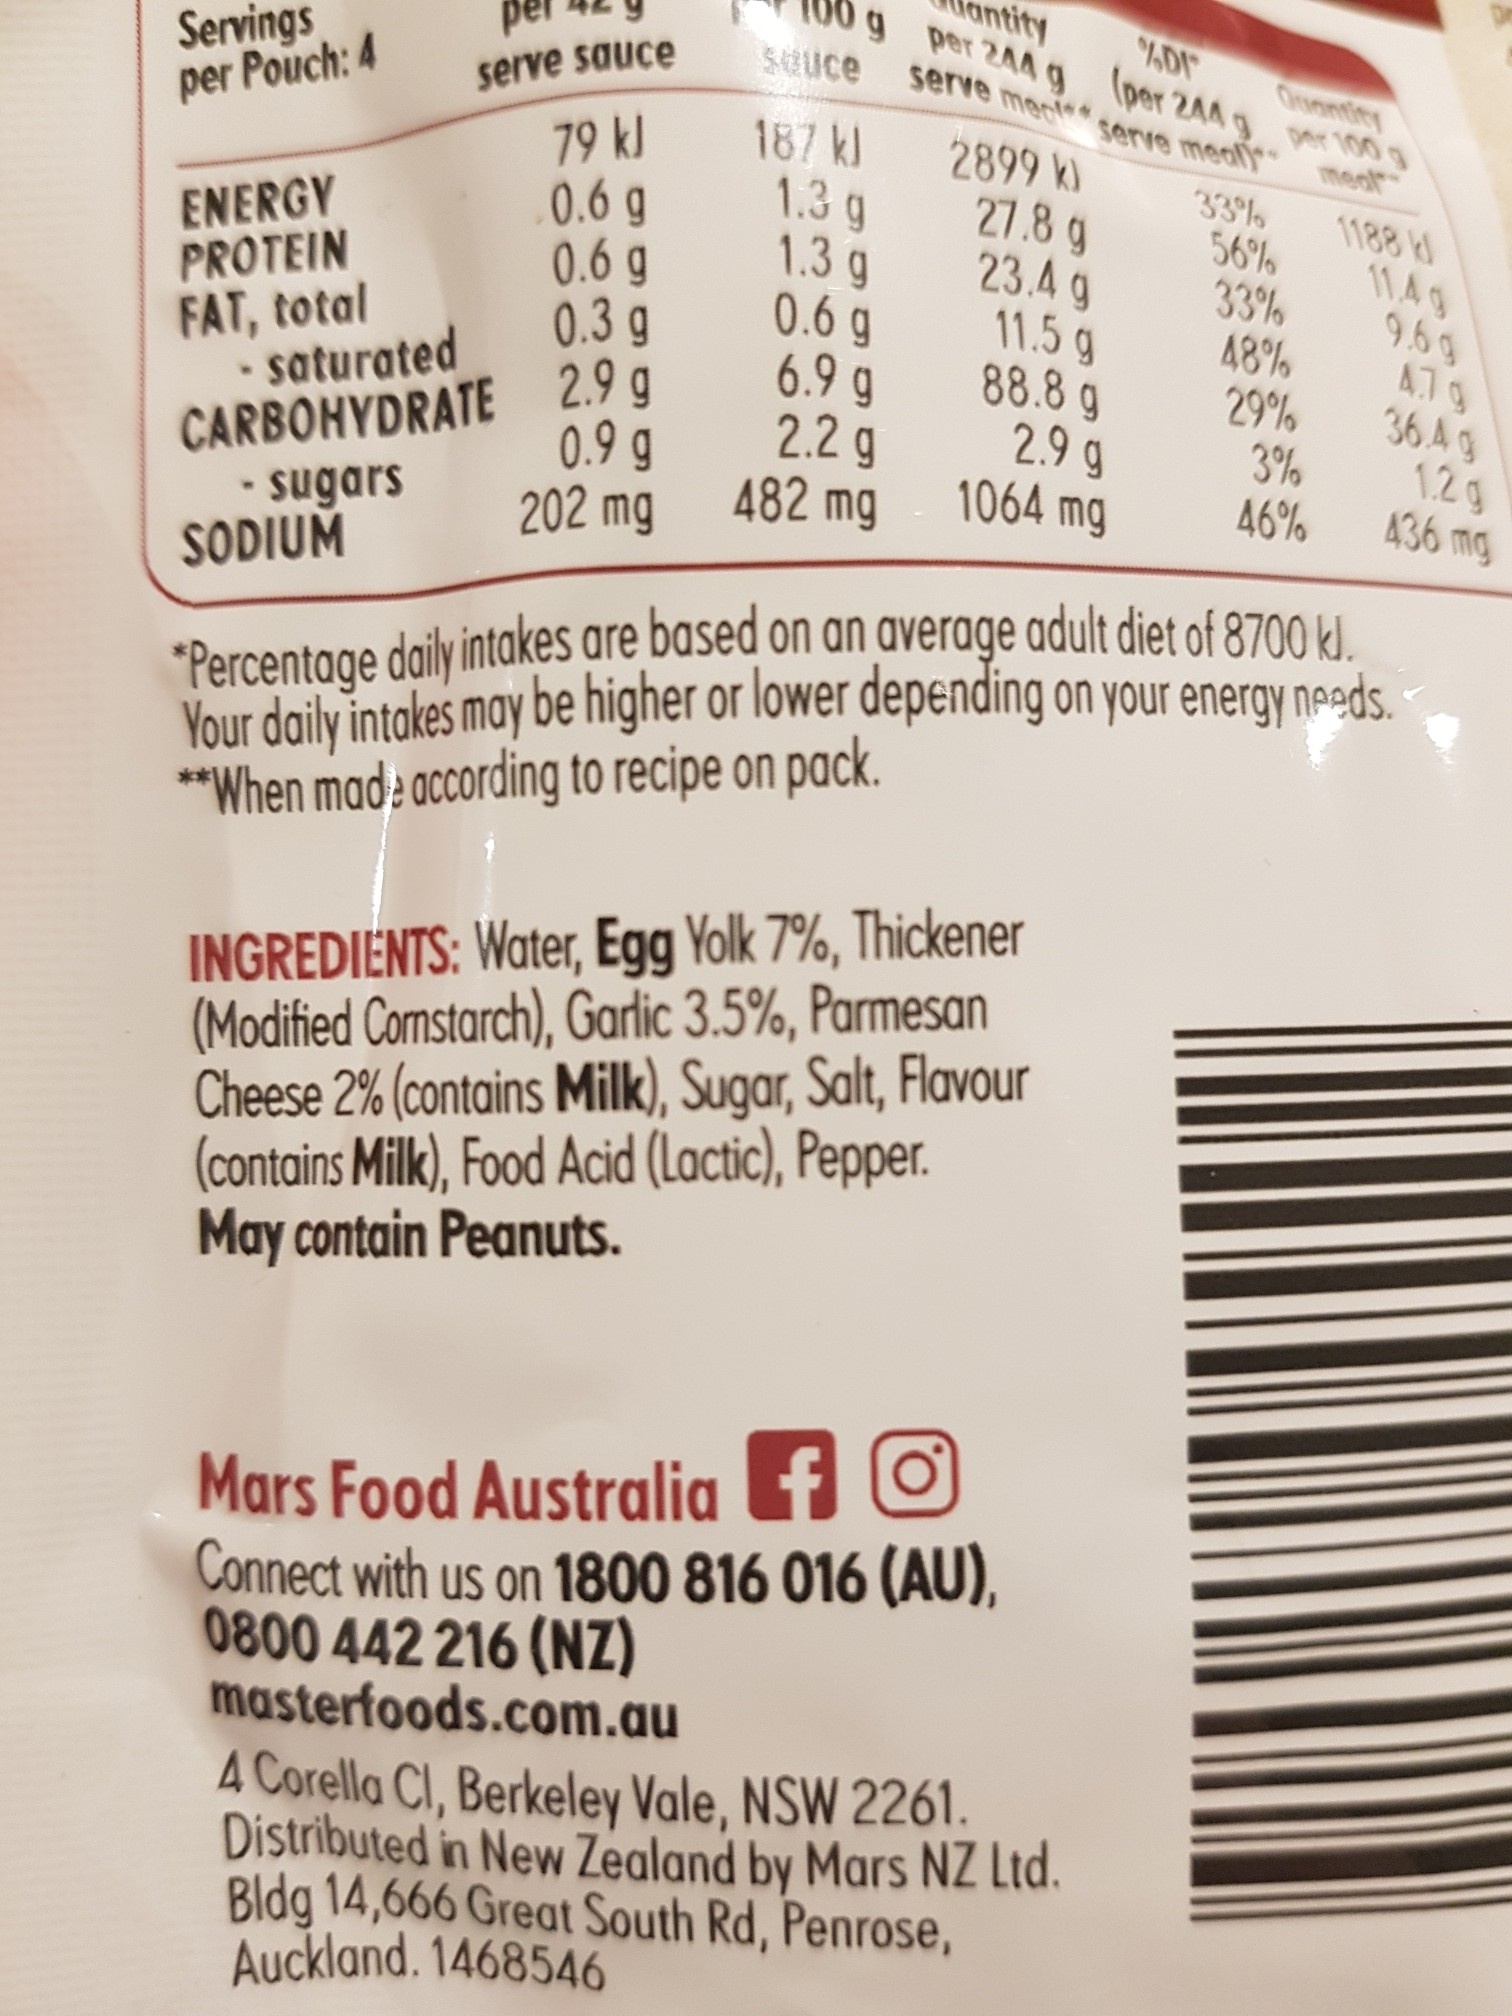 Servings per 42 g per 100 g Quantity %DI* Quantity
per Pouch: 4 serve sauce sauce per 244 g (per 244 g per 100 g
serve meal** serve meal)** meal**
ENERGY 79 kJ 187 kJ 2899 kJ 33% 1188 kJ
PROTEIN 0.6 g 1.3 g 27.8 g 56% 11.4 g
FAT, total 0.6 g 1.3 g 23.4 g 33% 9.6 g
- saturated 0.3 g 0.6 g 11.5 g 48% 4.7 g
CARBOHYDRATE 2.9 g 6.9 g 88.8 g 29% 36.4 g
- sugars 0.9 g 2.2 g 2.9 g 3% 1.2 g
SODIUM 202 mg 482 mg 1064 mg 46% 436 mg
*Percentage daily intakes are based on an average adult diet of 8700 kJ.
Your daily intakes may be higher or lower depending on your energy needs.
**When made according to recipe on pack.
INGREDIENTS: Water, Egg Yolk 7%, Thickener
(Modified Cornstarch), Garlic 3.5%, Parmesan
Cheese 2% (contains Milk), Sugar, Salt, Flavour
(contains Milk), Food Acid (Lactic), Pepper.
May contain Peanuts.
Mars Food Australia
Connect with us on 1800 816 016 (AU),
0800 442 216 (NZ)
masterfoods.com.au
4 Corella Cl, Berkeley Vale, NSW 2261.
Distributed in New Zealand by Mars NZ Ltd.
Bldg 14,666 Great South Rd, Penrose,
Auckland. 1468546